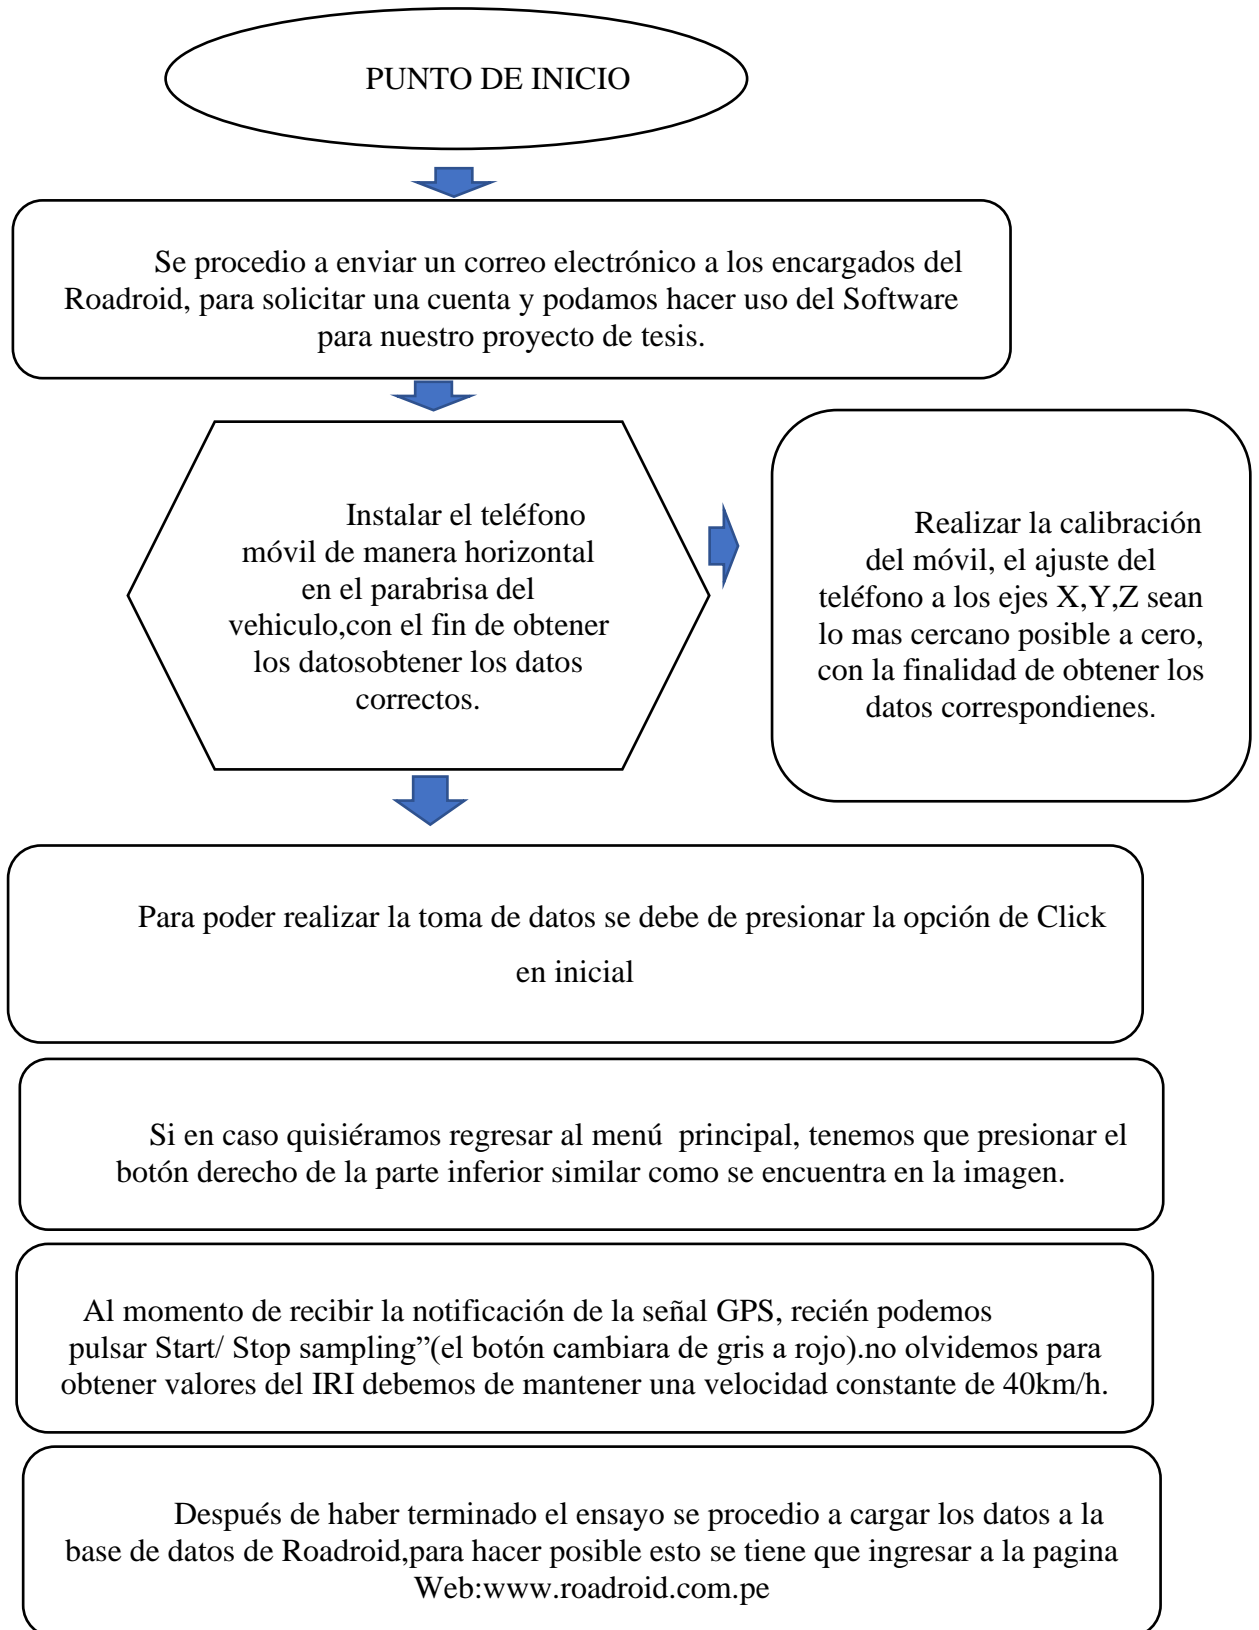 PUNTO DE INICIO
Se procedio a enviar un correo electrónico a los encargados del
Roadroid, para solicitar una cuenta y podamos hacer uso del Software
para nuestro proyecto de tesis.
Instalar el teléfono
móvil de manera horizontal
en el parabrisa del
vehiculo,con el fin de obtener
los datosobtener los datos
correctos.
Realizar la calibración
del móvil, el ajuste del
teléfono a los ejes X,Y,Z sean
lo mas cercano posible a cero,
con la finalidad de obtener los
datos correspondienes.
Para poder realizar la toma de datos se debe de presionar la opción de Click
en inicial
Si en caso quisiéramos regresar al menú  principal, tenemos que presionar el
botón derecho de la parte inferior similar como se encuentra en la imagen.
Al momento de recibir la notificación de la señal GPS, recién podemos
pulsar Start/ Stop sampling”(el botón cambiara de gris a rojo).no olvidemos para
obtener valores del IRI debemos de mantener una velocidad constante de 40km/h.
Después de haber terminado el ensayo se procedio a cargar los datos a la
base de datos de Roadroid,para hacer posible esto se tiene que ingresar a la pagina
Web:www.roadroid.com.pe